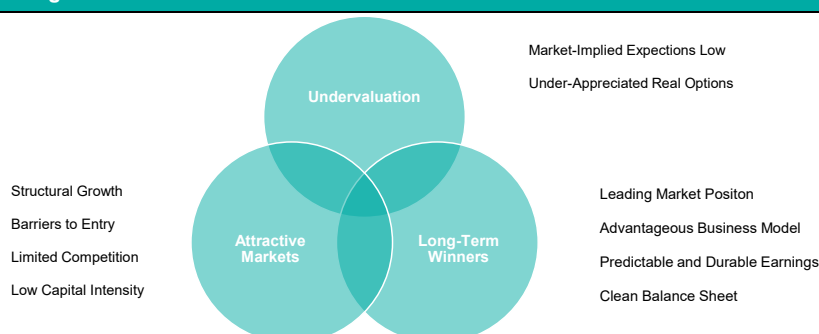 Undervaluation
Market-Implied Expections Low
Under-Appreciated Real Options
Structural Growth
Barriers to Entry
Limited Competition
Low Capital Intensity
Attractive
Markets
Long-Term
Winners
Leading Market Positon
Advantageous Business Model
Predictable and Durable Earnings
Clean Balance Sheet